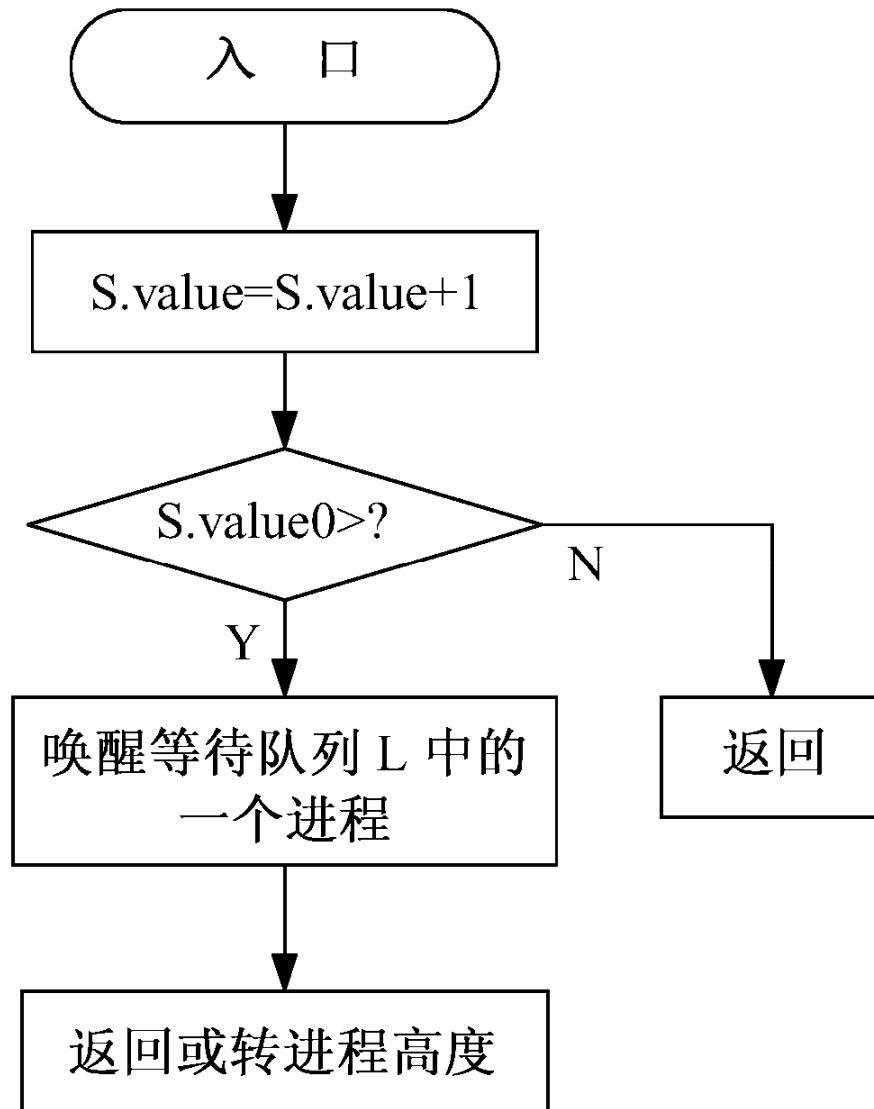 入 口
S.value=S.value+1
S.value0>?
N
Y
唤醒等待队列 L 中的
一个进程
返回
返回或转进程高度